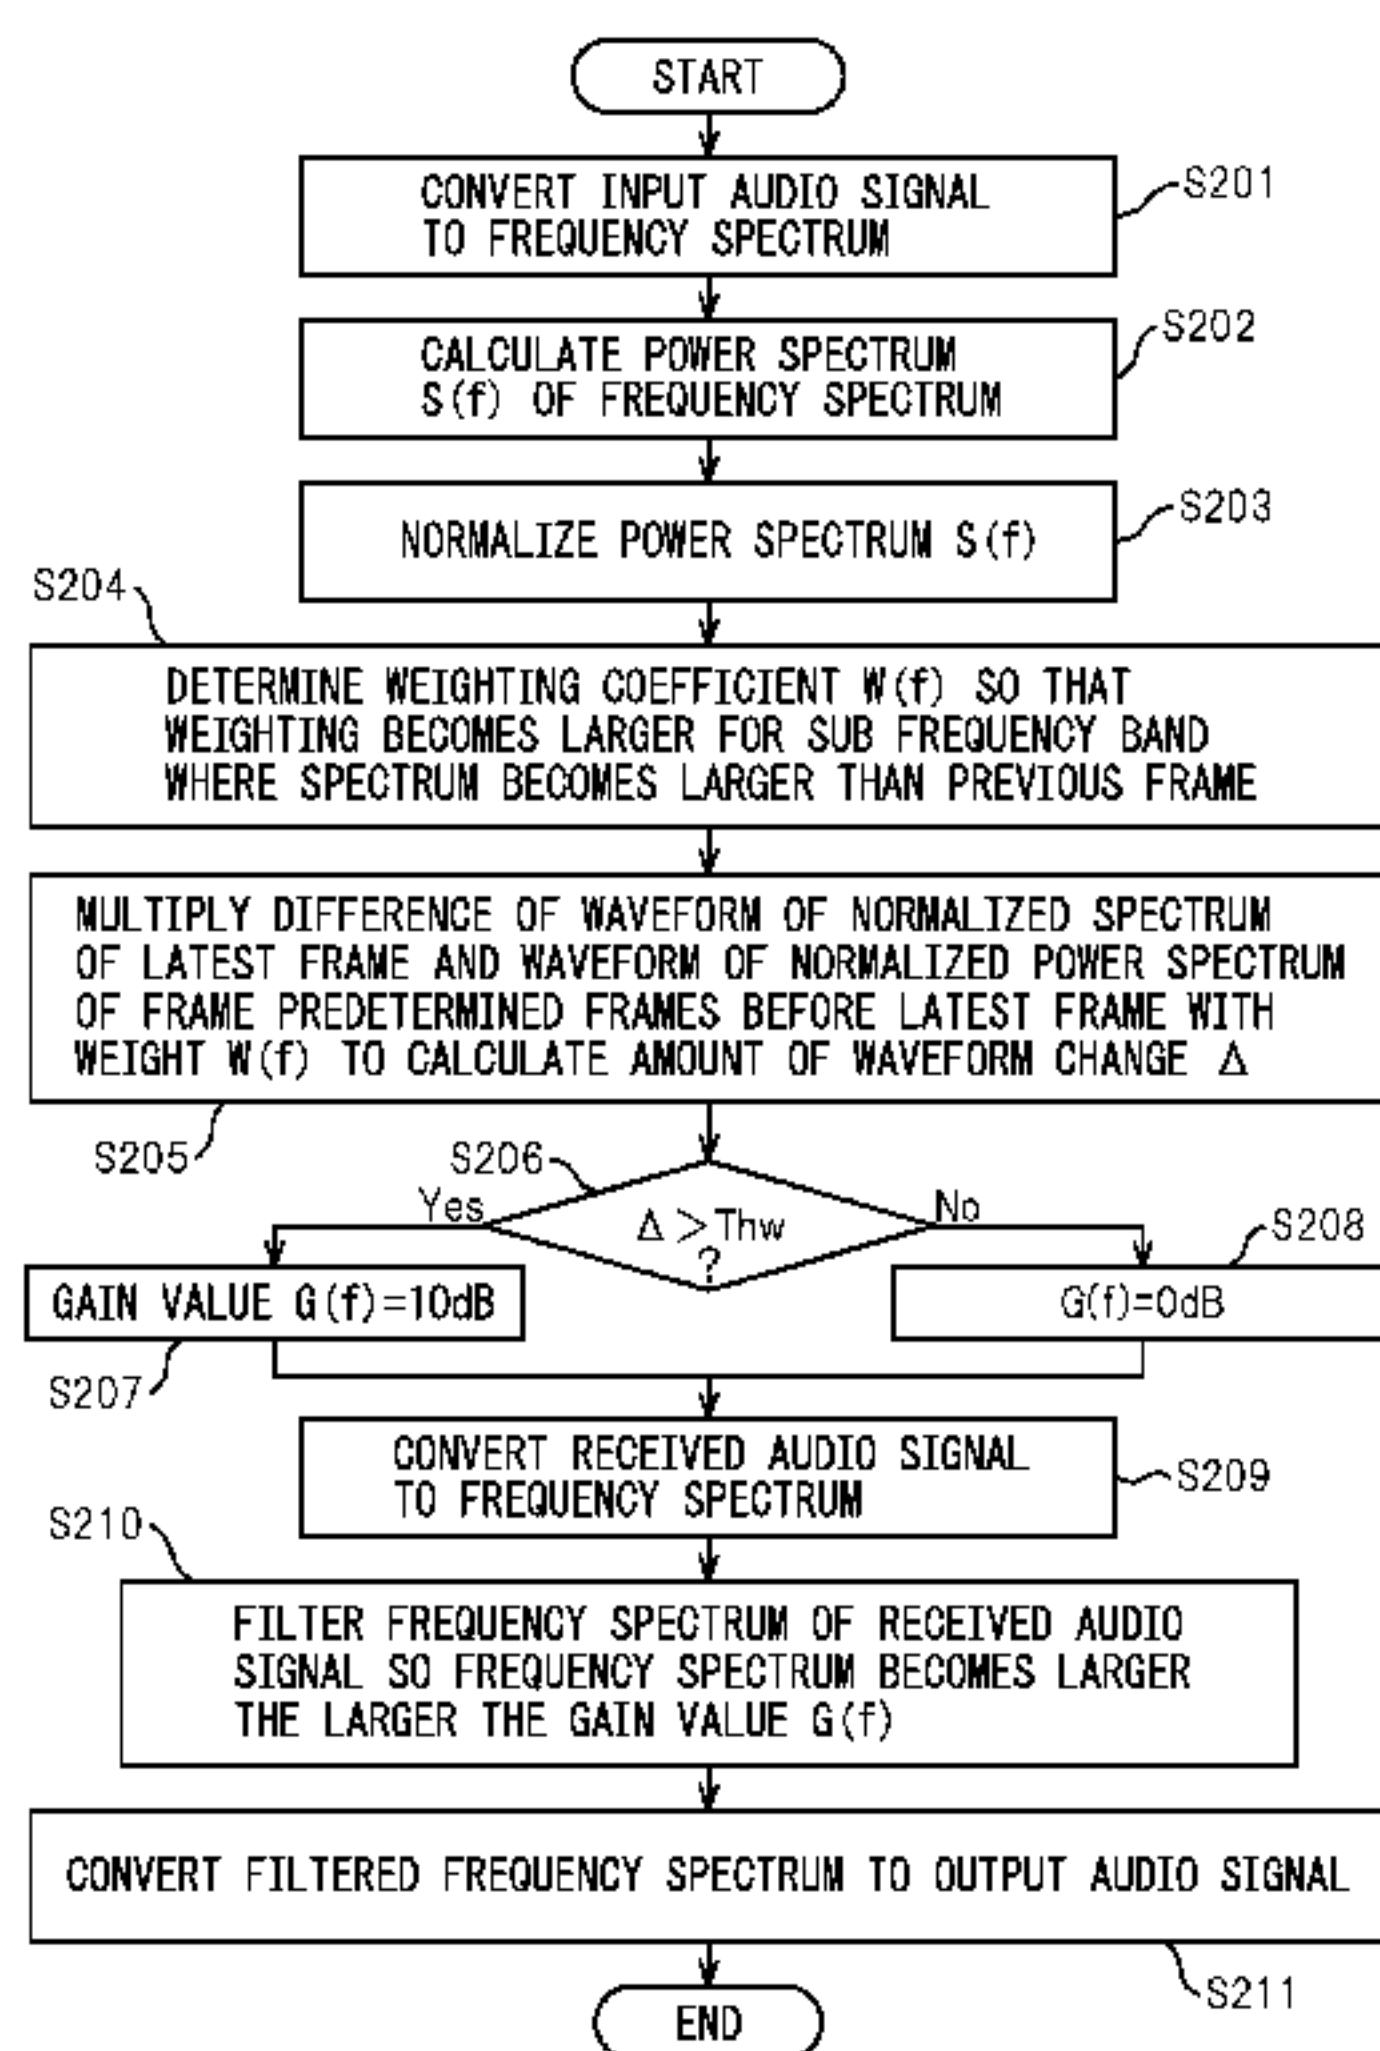 START
CONVERT INPUT AUDIO SIGNAL
TO FREQUENCY SPECTRUM
S201
CALCULATE POWER SPECTRUM
S(f) OF FREQUENCY SPECTRUM
S202
NORMALIZE POWER SPECTRUM S(f)
S203
S204
DETERMINE WEIGHTING COEFFICIENT W(f) SO THAT
WEIGHTING BECOMES LARGER FOR SUB FREQUENCY BAND
WHERE SPECTRUM BECOMES LARGER THAN PREVIOUS FRAME
MULTIPLY DIFFERENCE OF WAVEFORM OF NORMALIZED SPECTRUM
OF LATEST FRAME AND WAVEFORM OF NORMALIZED POWER SPECTRUM
OF FRAME PREDETERMINED FRAMES BEFORE LATEST FRAME WITH
WEIGHT W(f) TO CALCULATE AMOUNT OF WAVEFORM CHANGE Δ
S205
S206
Yes
Δ>Thw
?
No
S208
GAIN VALUE G(f)=10dB
G(f)=0dB
S207
CONVERT RECEIVED AUDIO SIGNAL
TO FREQUENCY SPECTRUM
S209
S210
FILTER FREQUENCY SPECTRUM OF RECEIVED AUDIO
SIGNAL SO FREQUENCY SPECTRUM BECOMES LARGER
THE LARGER THE GAIN VALUE G(f)
CONVERT FILTERED FREQUENCY SPECTRUM TO OUTPUT AUDIO SIGNAL
S211
END